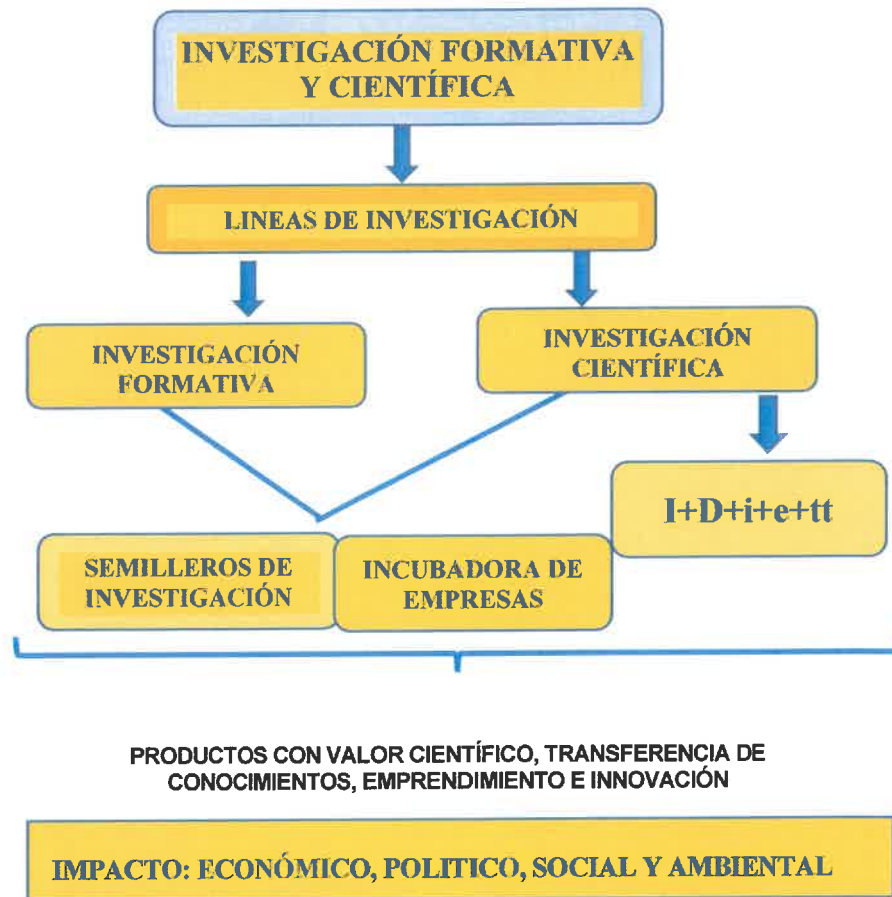 INVESTIGACIÓN FORMATIVA
Y CIENTÍFICA
LINEAS DE INVESTIGACIÓN
INVESTIGACIÓN
FORMATIVA
INVESTIGACIÓN
CIENTÍFICA
I+D+i+e+tt
SEMILLEROS DE
INVESTIGACIÓN
INCUBADORA DE
EMPRESAS
PRODUCTOS CON VALOR CIENTÍFICO, TRANSFERENCIA DE
CONOCIMIENTOS, EMPRENDIMIENTO E INNOVACIÓN
IMPACTO: ECONÓMICO, POLITICO, SOCIAL Y AMBIENTAL